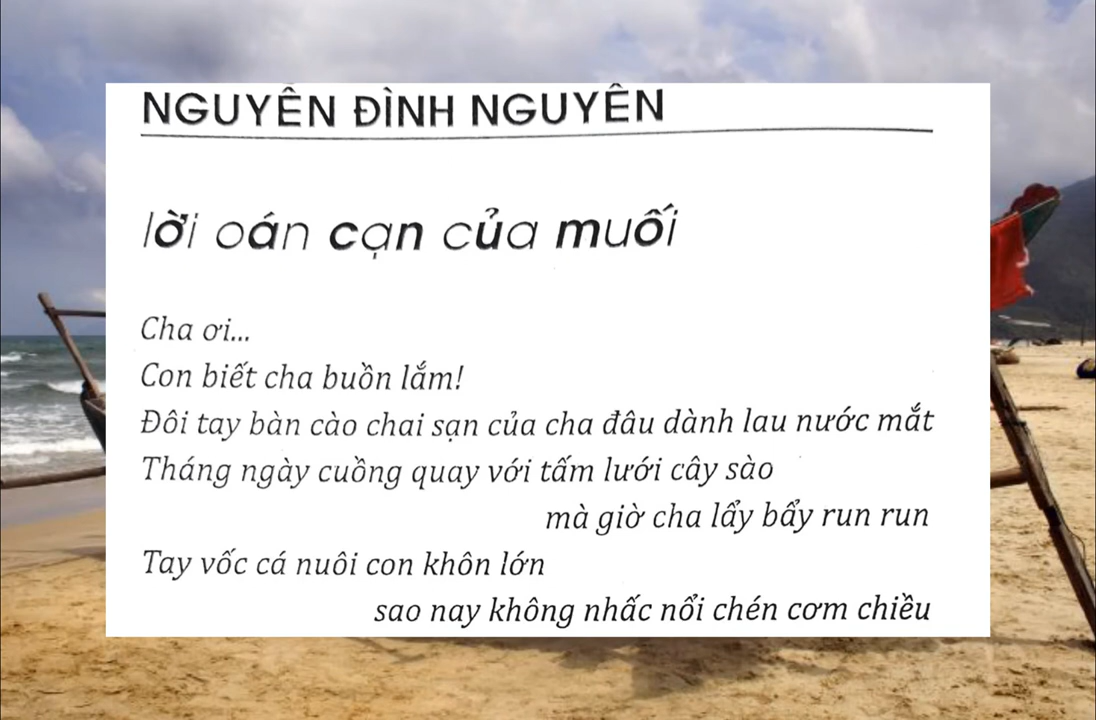 NGUYÊN ĐÌNH NGUYÊN
lời oán cạn của muối
Cha ơi...
Con biết cha buồn lắm!
Đôi tay bàn cào chai sạn của cha đâu dành lau nước mắt
Tháng ngày cuồng quay với tấm lưới cây sào
mà giờ cha lẩy bẩy run run
Tay vốc cá nuôi con khôn lớn
sao nay không nhấc nổi chén cơm chiều